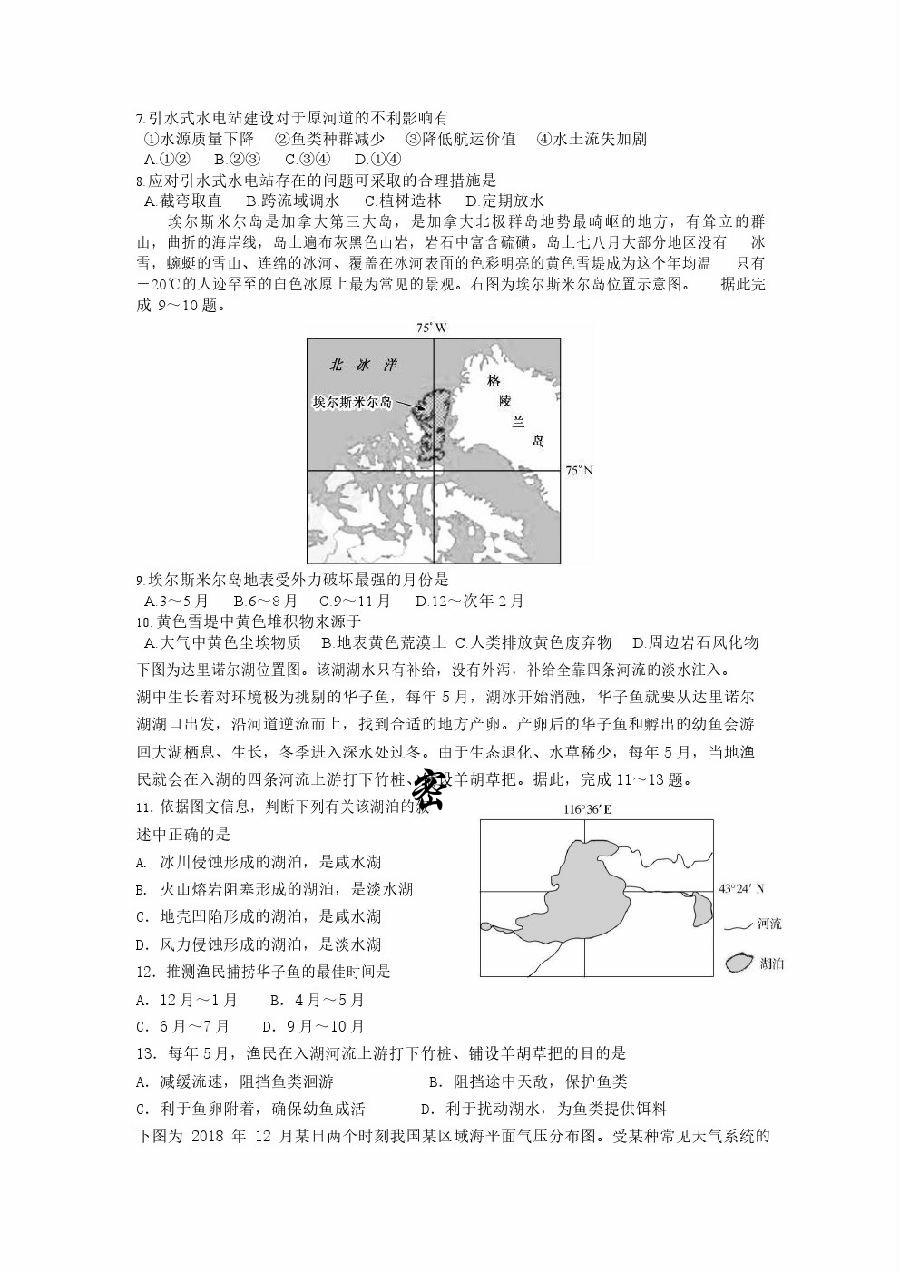 7.引水式水电站建设对于原河道的不利影响有
①水源质量下降 ②鱼类种群减少 ③降低航运价值 ④水土流失加剧
A.①② B.②③ C.③④ D.①④
8.应对引水式水电站存在的问题可采取的合理措施是
A.截弯取直 B.跨流域调水 C.植树造林 D.定期放水
埃尔斯米尔岛是加拿大第三大岛，是加拿大北极群岛地势最崎岖的地方，有耸立的群
山，曲折的海岸线，岛上遍布灰黑色山岩，岩石中富含硫磺。岛上七八月大部分地区没有 冰
雪，蜿蜒的雪山、连绵的冰河、覆盖在冰河表面的色彩明亮的黄色雪堤成为这个年均温 只有
－20℃的人迹罕至的白色冰原上最为常见的景观。右图为埃尔斯米尔岛位置示意图。 据此完
成 9～10 题。
75°W
北 冰 洋
格
陵
兰
岛
埃尔斯米尔岛
75°N
9.埃尔斯米尔岛地表受外力破坏最强的月份是
A.3～5月 B.6～8月 C.9～11月 D.12～次年2月
10.黄色雪堤中黄色堆积物来源于
A.大气中黄色尘埃物质 B.地表黄色荒漠土 C.人类排放黄色废弃物 D.周边岩石风化物
下图为达里诺尔湖位置图。该湖湖水只有补给，没有外泻，补给全靠四条河流的淡水注入。
湖中生长着对环境极为挑剔的华子鱼，每年 5 月，湖冰开始消融，华子鱼就要从达里诺尔
湖湖口出发，沿河道逆流而上，找到合适的地方产卵。产卵后的华子鱼和孵出的幼鱼会游
回大湖栖息、生长，冬季进入深水处过冬。由于生态退化、水草稀少，每年 5 月，当地渔
民就会在入湖的四条河流上游打下竹桩、 设羊胡草把。据此，完成 11～13 题。
密
11. 依据图文信息，判断下列有关该湖泊的叙
述中正确的是
A. 冰川侵蚀形成的湖泊，是咸水湖
B. 火山熔岩阻塞形成的湖泊，是淡水湖
C. 地壳凹陷形成的湖泊，是咸水湖
D. 风力侵蚀形成的湖泊，是淡水湖
116°36′E
43°24′ N
河流
湖泊
12. 推测渔民捕捞华子鱼的最佳时间是
A. 12月～1月 B. 4月～5月
C. 6月～7月 D. 9月～10月
13. 每年5月，渔民在入湖河流上游打下竹桩、铺设羊胡草把的目的是
A. 减缓流速，阻挡鱼类洄游 B. 阻挡途中天敌，保护鱼类
C. 利于鱼卵附着，确保幼鱼成活 D. 利于扰动湖水，为鱼类提供饵料
下图为 2018 年 12 月某日两个时刻我国某区域海平面气压分布图。受某种常见天气系统的